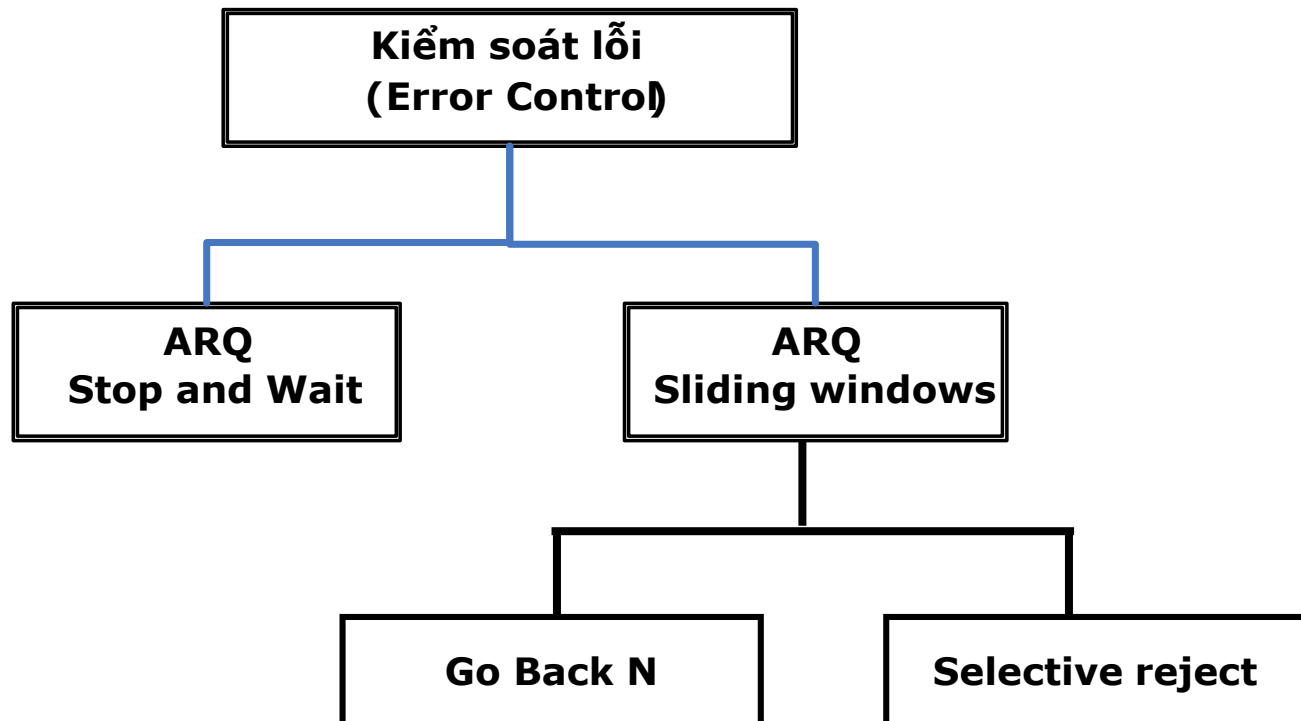 Kiểm soát lỗi
(Error Control)
ARQ
Stop and Wait
ARQ
Sliding windows
Go Back N
Selective reject